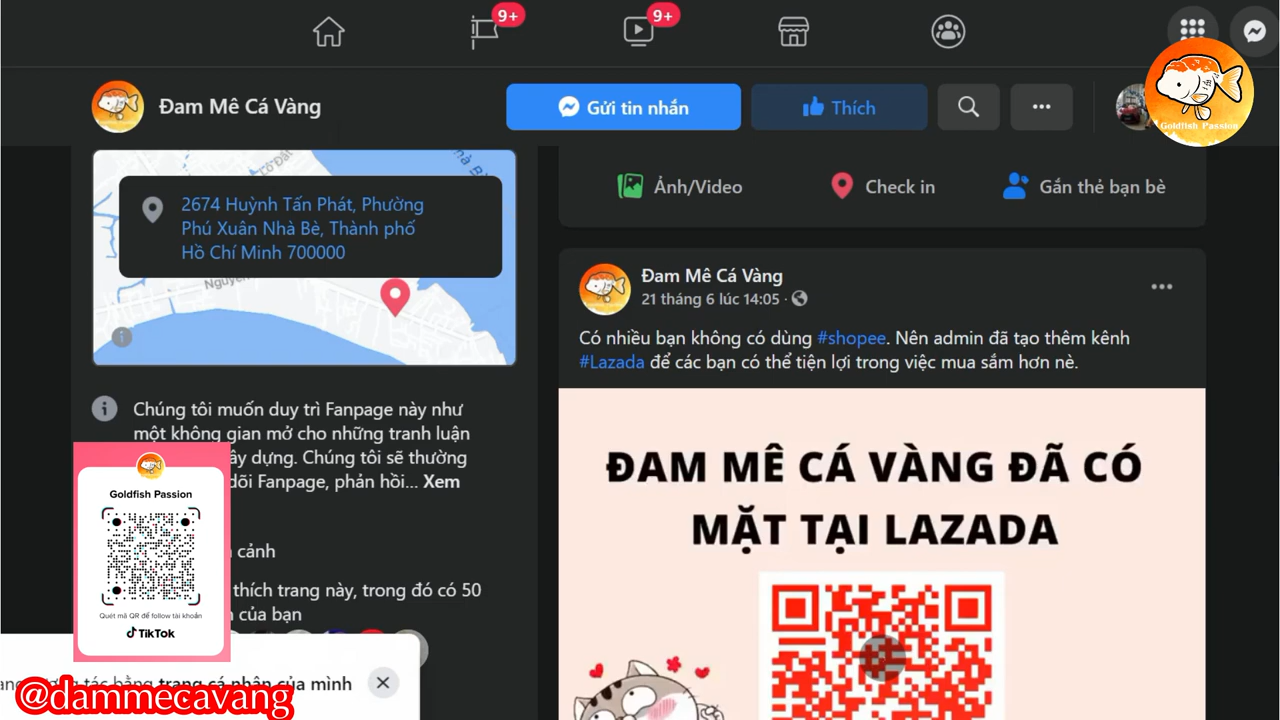 9+
9+
Đam Mê Cá Vàng
Gửi tin nhắn
Thích
Goldfish Passion
2674 Huỳnh Tấn Phát, Phường
Phú Xuân Nhà Bè, Thành phố
Hồ Chí Minh 700000
Ảnh/Video
Check in
Gắn thẻ bạn bè
Đam Mê Cá Vàng
21 tháng 6 lúc 14:05 ·
Có nhiều bạn không có dùng #shopee. Nên admin đã tạo thêm kênh
#Lazada để các bạn có thể tiện lợi trong việc mua sắm hơn nè.
ĐAM MÊ CÁ VÀNG ĐÃ CÓ
MẶT TẠI LAZADA
Chúng tôi muốn duy trì Fanpage này như
một không gian mở cho những tranh luận
dựng. Chúng tôi sẽ thường
dõi Fanpage, phản hồi... Xem
cảnh
thích trang này, trong đó có 50
của bạn
Goldfish Passion
Quét mã QR để follow tài khoản
TikTok
bằng trang cá nhân của mình
@dammecavang